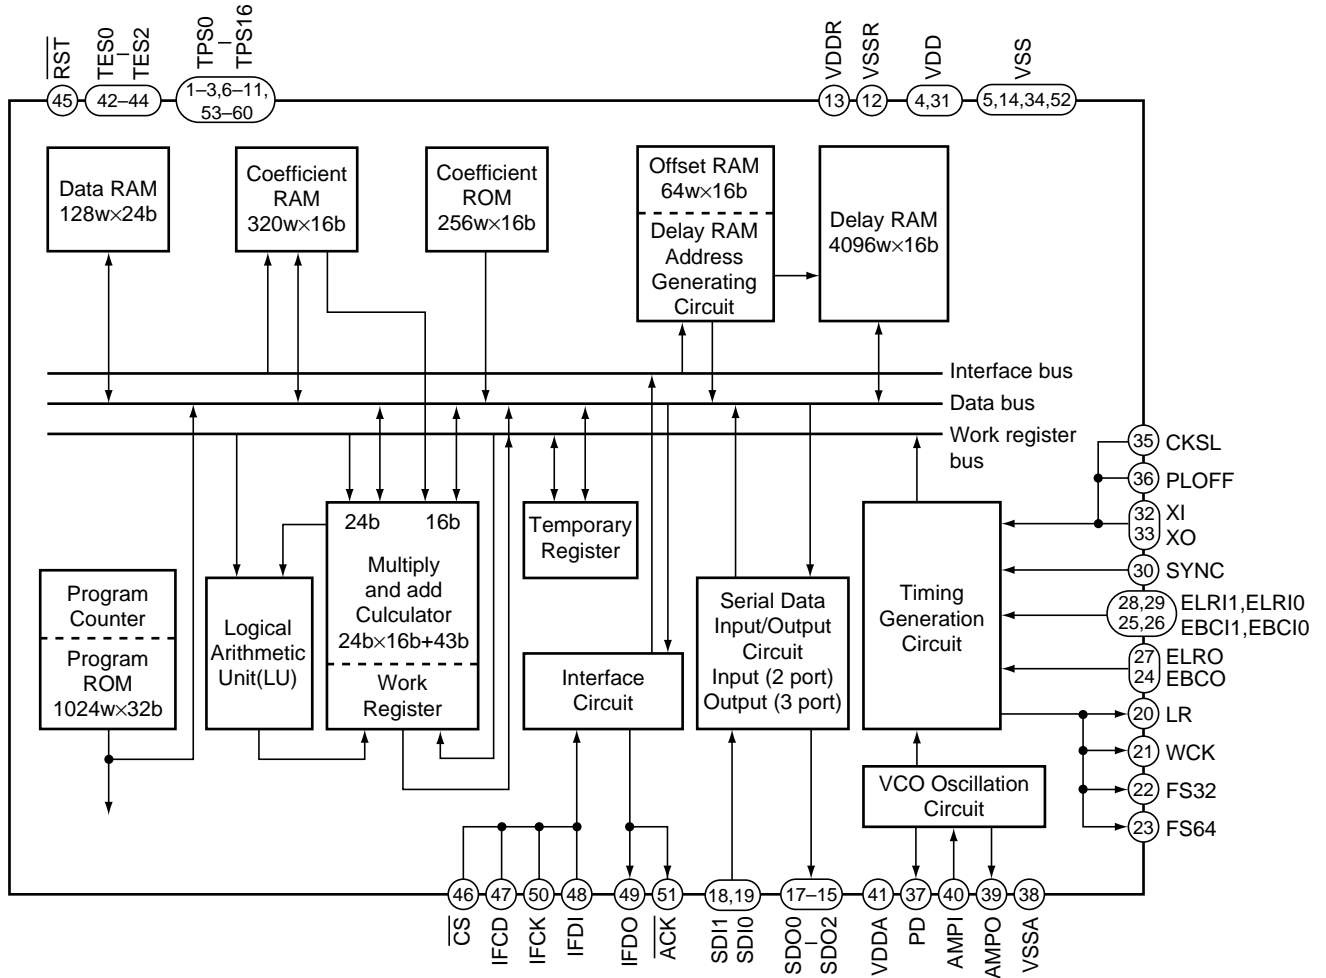 RST
TES0
–
TES2
TPS0
–
TPS16
VDDR
VSSR
VDD
VSS
45
42–44
1–3,6–11,
53–60
13
12
4,31
5,14,34,52
Data RAM
128w×24b
Coefficient
RAM
320w×16b
Coefficient
ROM
256w×16b
Offset RAM
64w×16b
Delay RAM
Address
Generating
Circuit
Delay RAM
4096w×16b
Interface bus
Data bus
Work register
bus
35 CKSL
36 PLOFF
32 XI
33 XO
30 SYNC
28,29 ELRI1,ELRI0
25,26 EBCI1,EBCI0
27 ELRO
24 EBCO
20 LR
21 WCK
22 FS32
23 FS64
Program
Counter
Program
ROM
1024w×32b
Logical
Arithmetic
Unit(LU)
24b 16b
Multiply
and add
Culculator
24b×16b+43b
Work
Register
Temporary
Register
Interface
Circuit
Serial Data
Input/Output
Circuit
Input (2 port)
Output (3 port)
Timing
Generation
Circuit
VCO Oscillation
Circuit
46
47
50
48
49
51
18,19
17–15
41
37
40
39
38
CS
IFCD
IFCK
IFDI
IFDO
ACK
SDI1
SDI0
SDO0
–
SDO2
VDDA
PD
AMPI
AMPO
VSSA